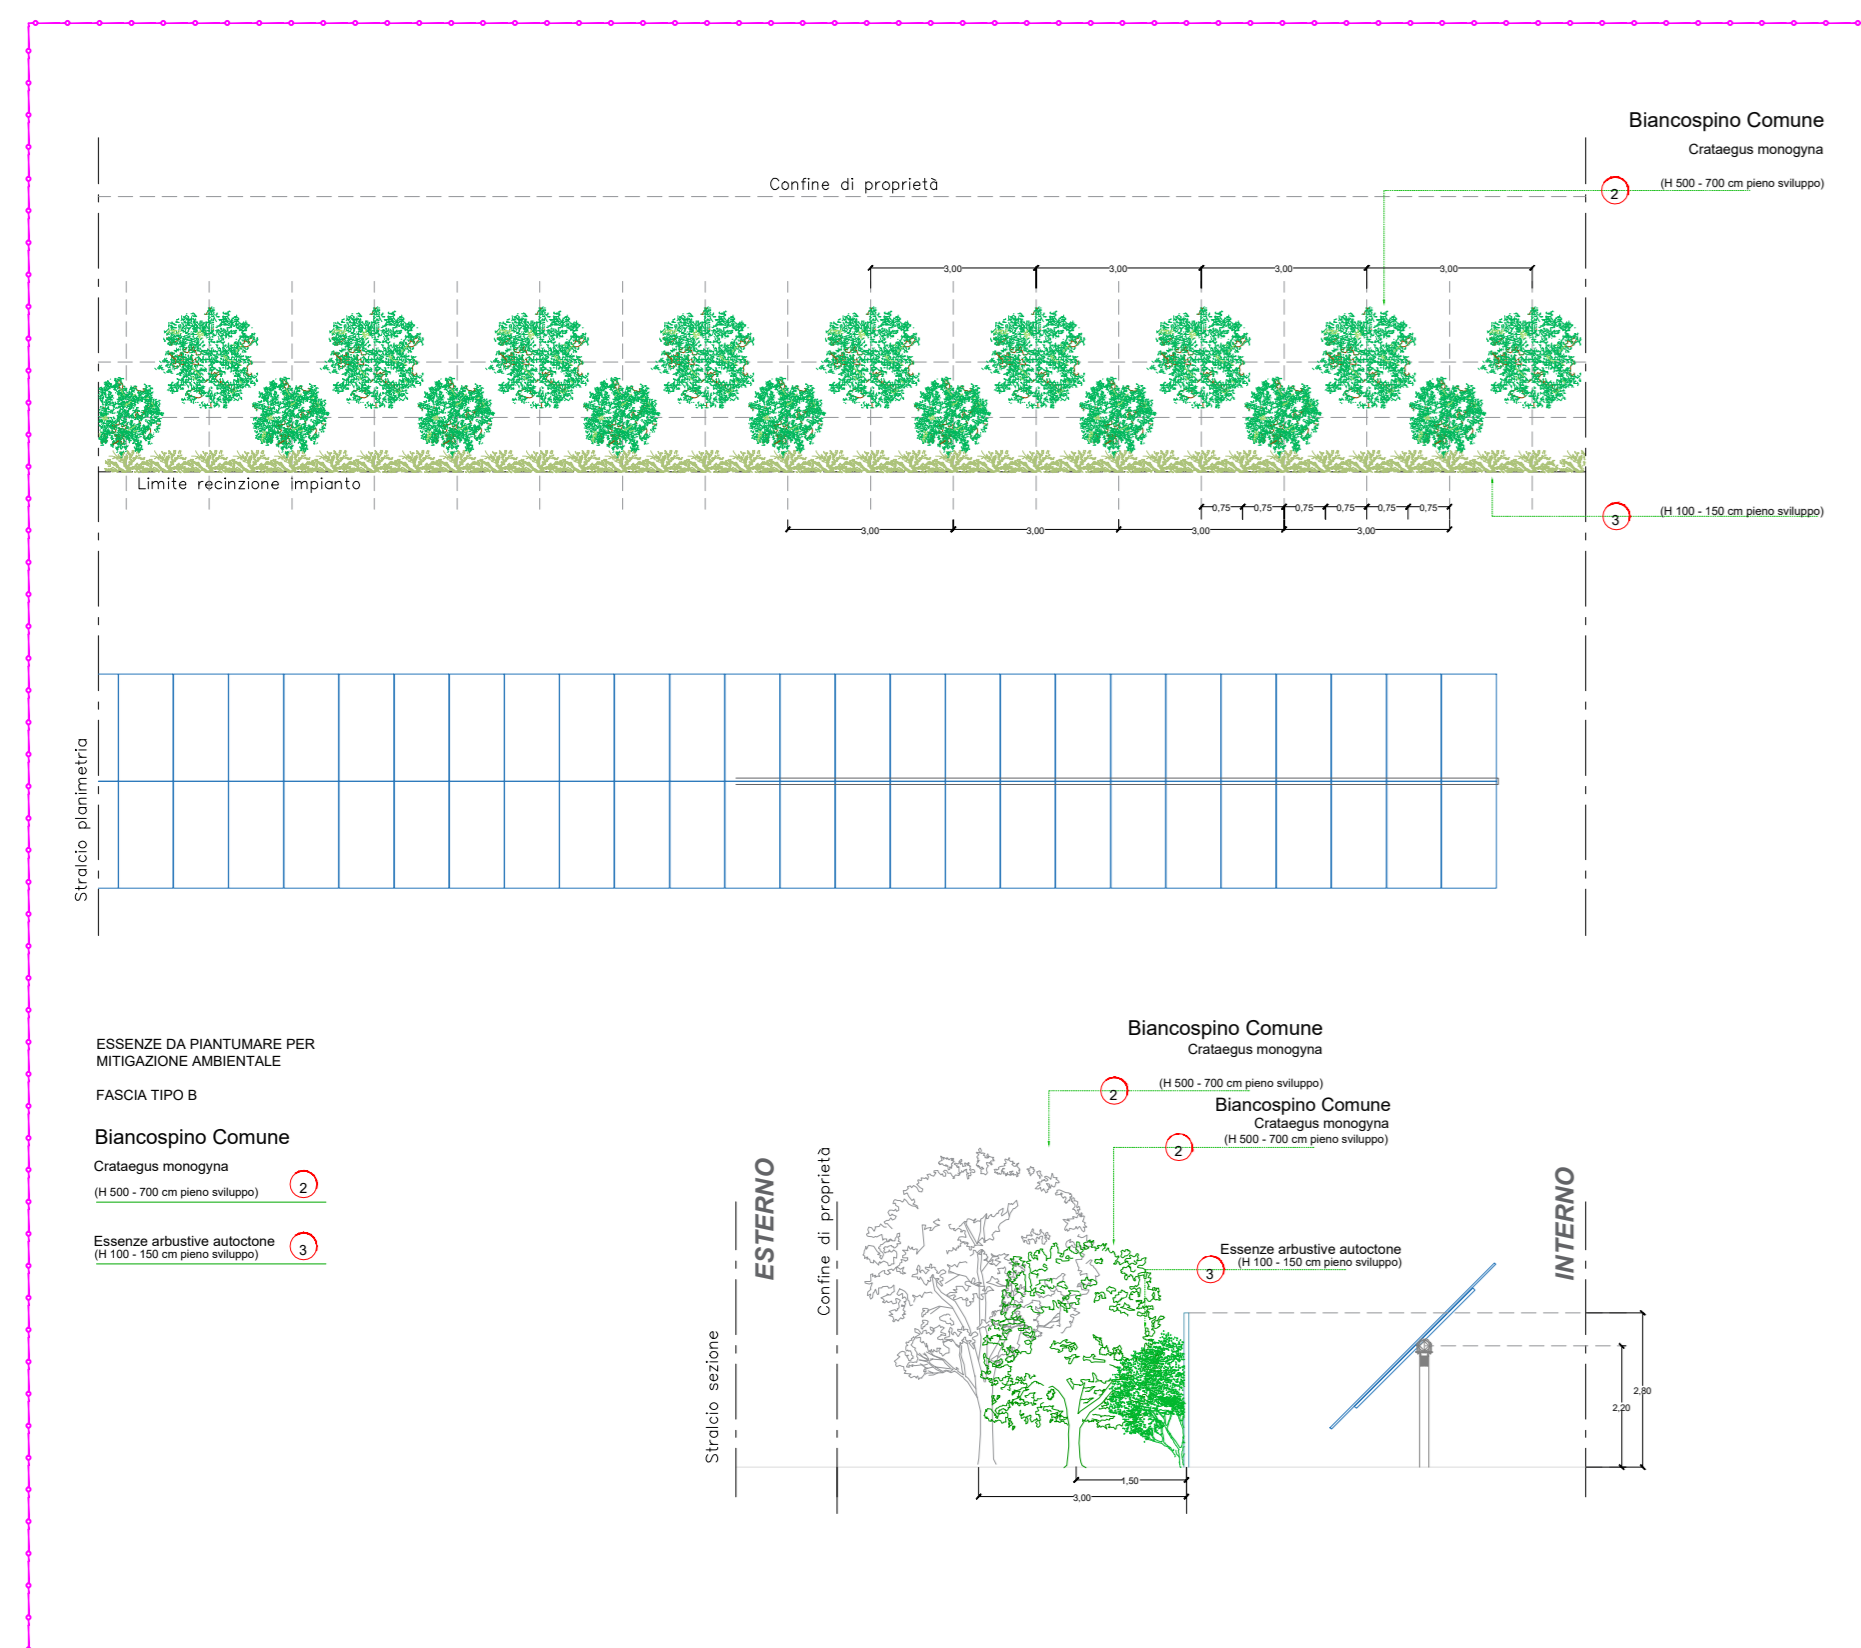 Biancospino Comune
Crataegus monogyna
(H 500 - 700 cm pieno sviluppo)
2
Confine di proprietà
3,00
3,00
3,00
3,00
Limite recinzione impianto
0,75
0,75
0,75
0,75
0,75
0,75
(H 100 - 150 cm pieno sviluppo)
3
3,00
3,00
3,00
3,00
Stralcio planimetria
ESSENZE DA PIANTUMARE PER
MITIGAZIONE AMBIENTALE
FASCIA TIPO B
Biancospino Comune
Crataegus monogyna
(H 500 - 700 cm pieno sviluppo)
2
Essenze arbustive autoctone
(H 100 - 150 cm pieno sviluppo)
3
Biancospino Comune
Crataegus monogyna
(H 500 - 700 cm pieno sviluppo)
2
Biancospino Comune
Crataegus monogyna
(H 500 - 700 cm pieno sviluppo)
2
Essenze arbustive autoctone
(H 100 - 150 cm pieno sviluppo)
3
Stralcio sezione
ESTERNO
Confine di proprietà
INTERNO
2,80
2,20
1,50
3,00